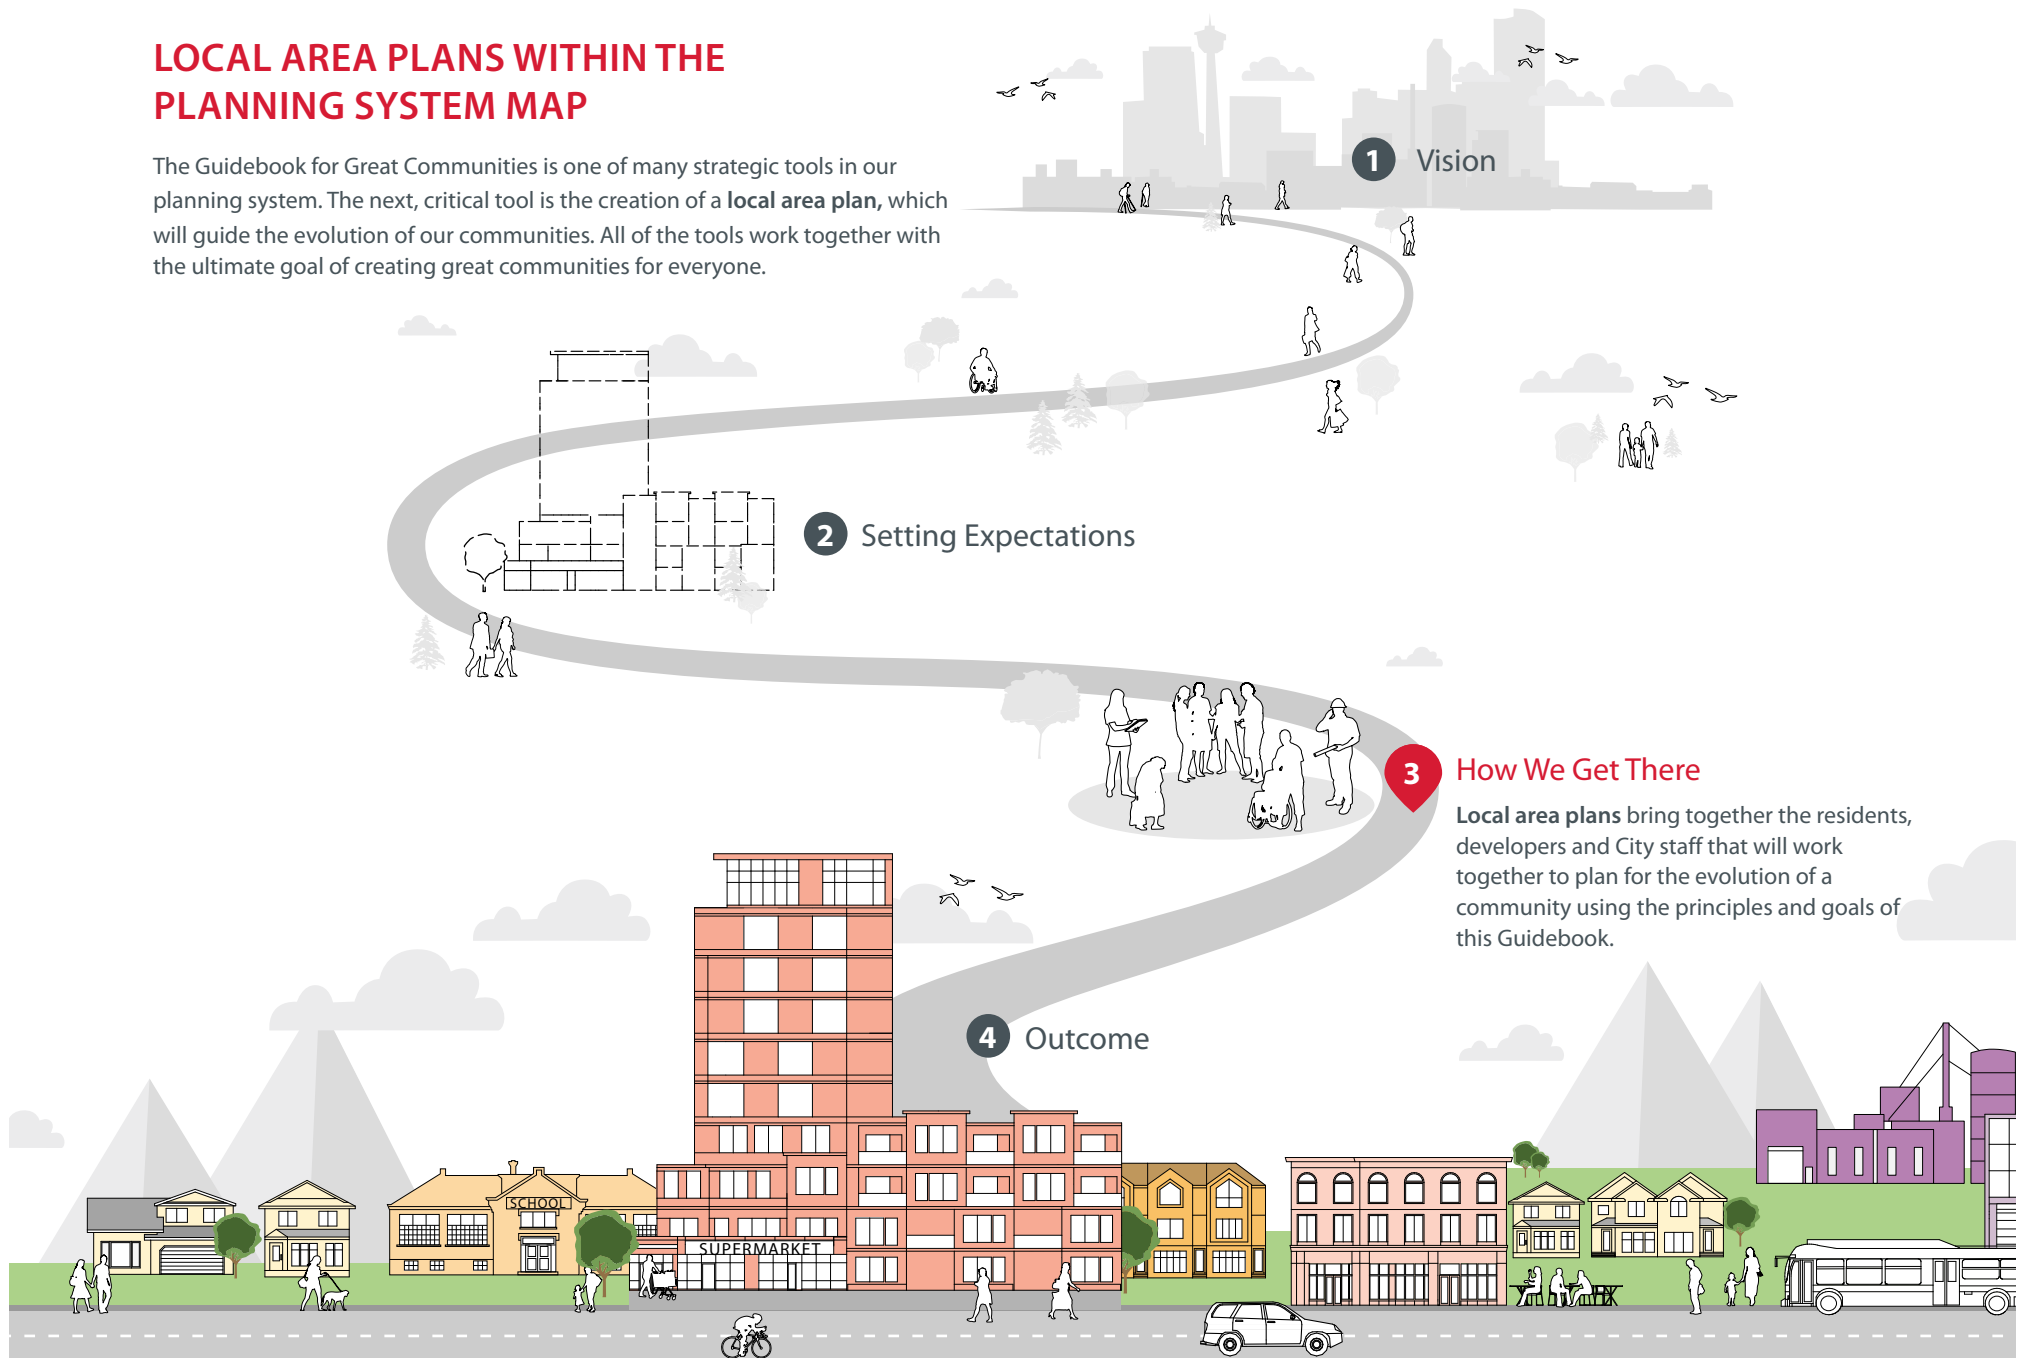 LOCAL AREA PLANS WITHIN THE
PLANNING SYSTEM MAP
The Guidebook for Great Communities is one of many strategic tools in our
planning system. The next, critical tool is the creation of a local area plan, which
will guide the evolution of our communities. All of the tools work together with
the ultimate goal of creating great communities for everyone.
1 Vision
2 Setting Expectations
3 How We Get There
Local area plans bring together the residents,
developers and City staff that will work
together to plan for the evolution of a
community using the principles and goals of
this Guidebook.
4 Outcome
SCHOOL
SUPERMARKET